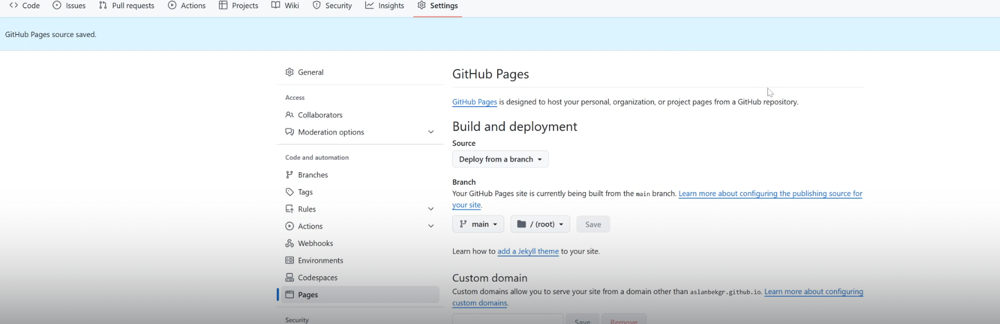 Code Issues Pull requests Actions Projects Wiki Security Insights Settings
GitHub Pages source saved.
General
Access
Collaborators
Moderation options
Code and automation
Branches
Tags
Rules
Actions
Webhooks
Environments
Codespaces
Pages
Security
GitHub Pages
GitHub Pages is designed to host your personal, organization, or project pages from a GitHub repository.
Build and deployment
Source
Deploy from a branch
Branch
Your GitHub Pages site is currently being built from the main branch. Learn more about configuring the publishing source for
your site.
main / (root) Save
Learn how to add a Jekyll theme to your site.
Custom domain
Custom domains allow you to serve your site from a domain other than aslanbekgr.github.io. Learn more about configuring
custom domains.
Save Remove